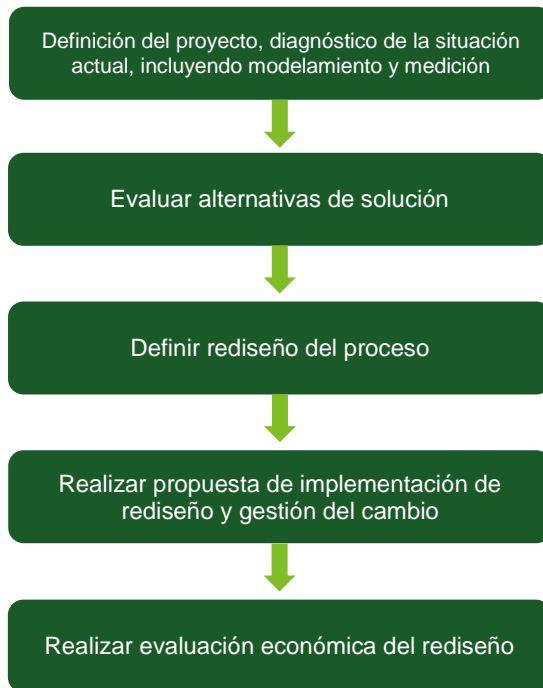 Definición del proyecto, diagnóstico de la situación
actual, incluyendo modelamiento y medición
Evaluar alternativas de solución
Definir rediseño del proceso
Realizar propuesta de implementación de
rediseño y gestión del cambio
Realizar evaluación económica del rediseño